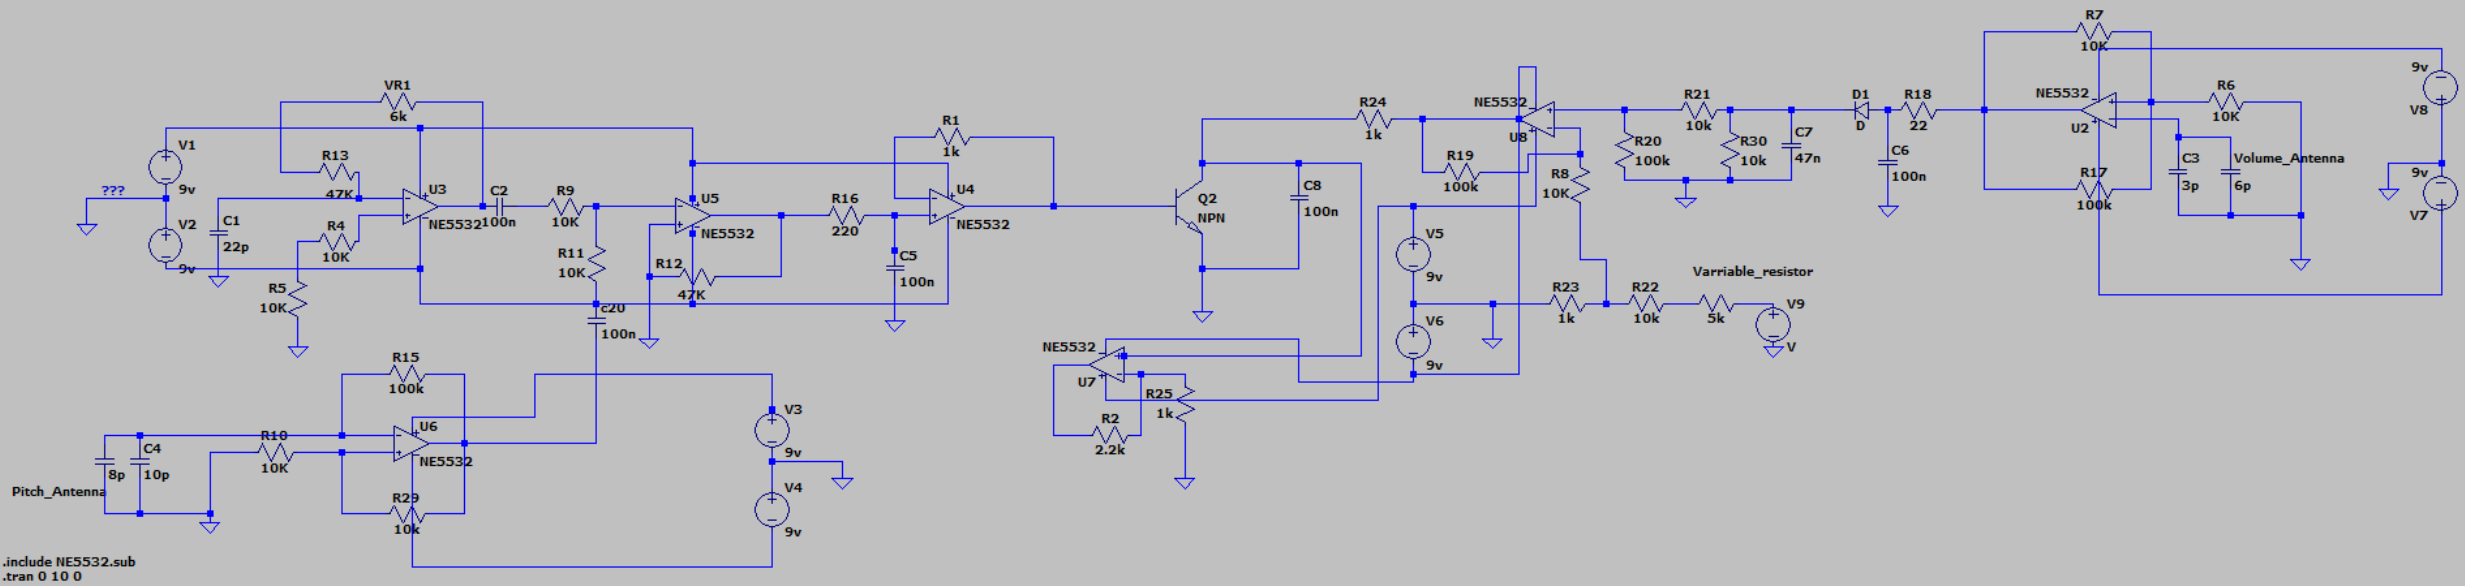 R7
10K
9v
V8
NE5532
U2
R6
10K
VR1
6k
R1
1k
R24
1k
NE5532
U8
R21
10k
D1
D
R18
22
V1
9v
R13
47K
U3
NE5532
C2
100n
R9
10K
U5
NE5532
R16
220
U4
NE5532
Q2
NPN
C8
100n
R19
100k
R8
10K
R20
100k
R30
10k
C7
47n
C6
100n
R17
100k
C3
3p
Volume_Antenna
6p
9v
V7
???
V2
9v
C1
22p
R4
10K
R5
10K
R11
10K
R12
47K
C5
100n
c20
100n
V5
9v
V6
9v
R23
1k
R22
10k
Varriable_resistor
5k
V9
V
NE5532
U7
R25
1k
R2
2.2k
R15
100k
U6
NE5532
C4
10p
8p
R10
10K
Pitch_Antenna
R29
10k
V3
9v
V4
9v
.include NE5532.sub
.tran 0 10 0